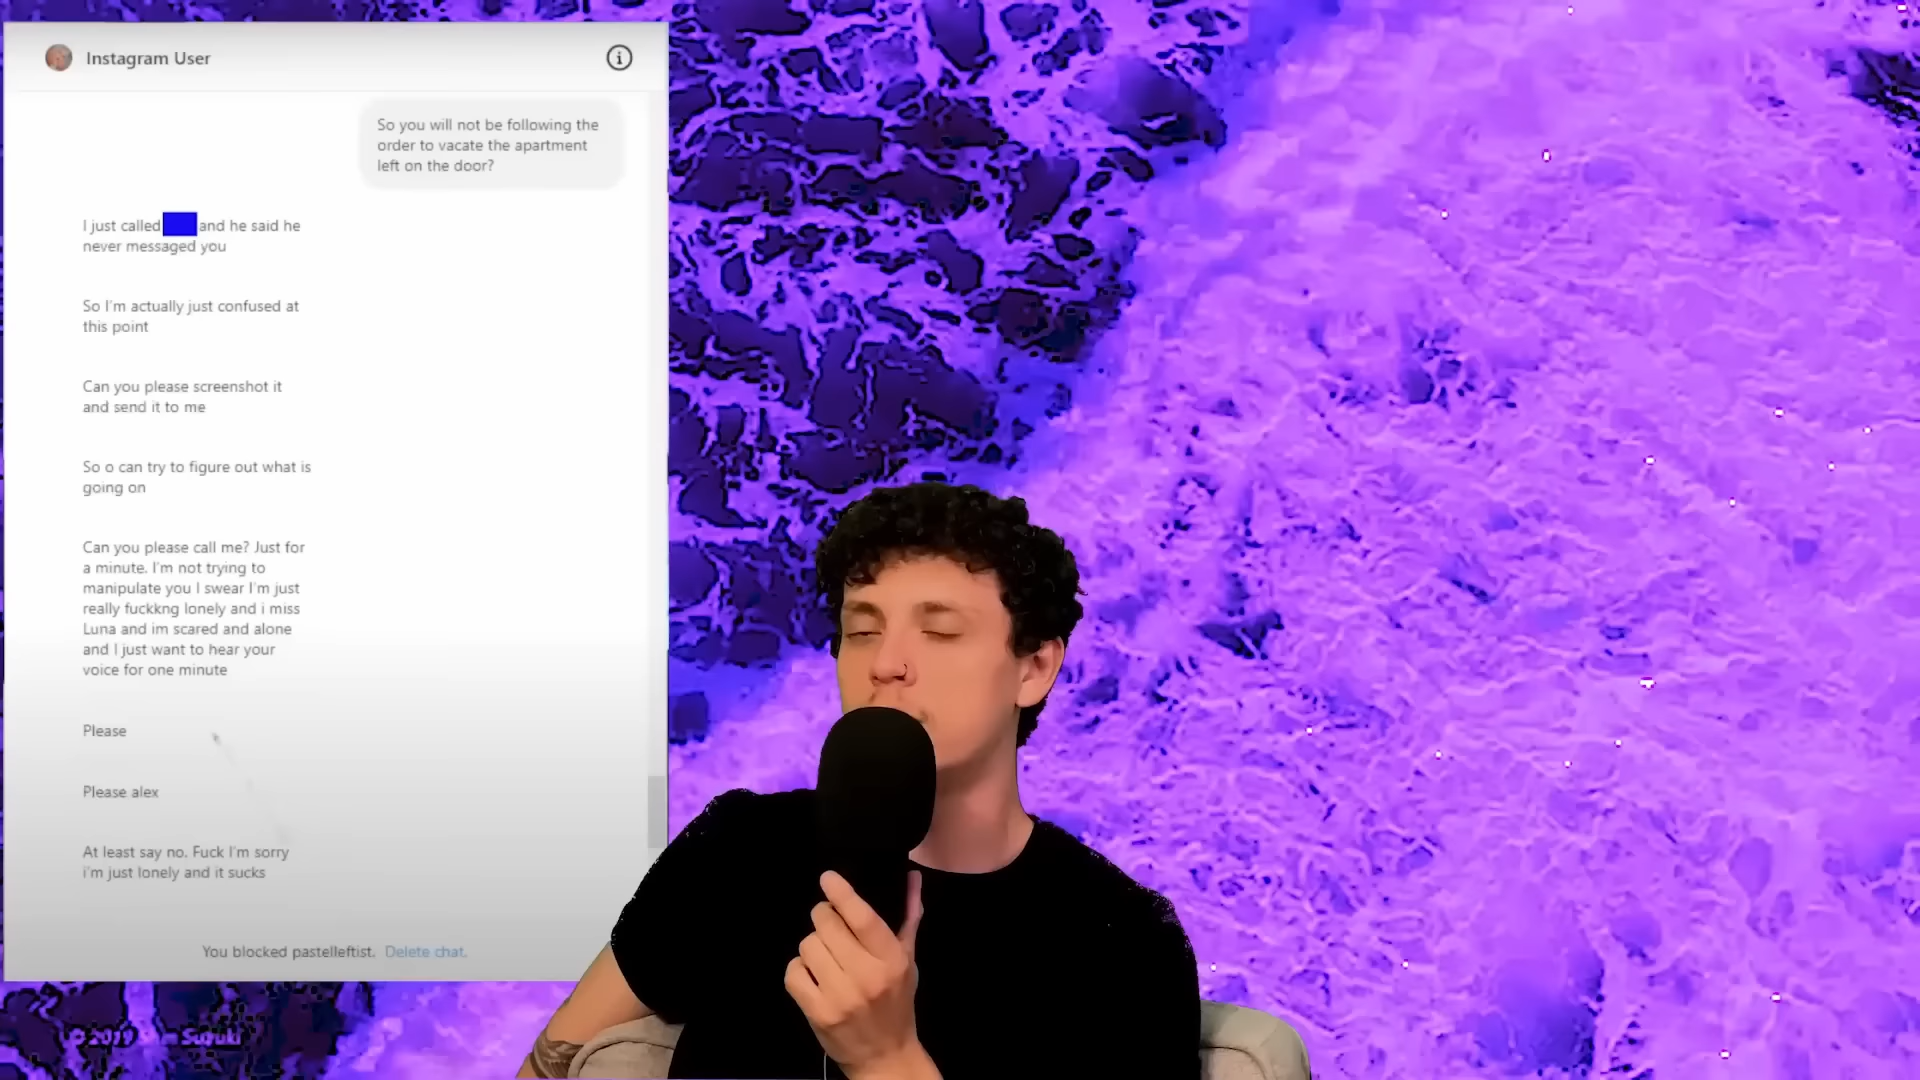 Instagram User
So you will not be following the
order to vacate the apartment
left on the door?
I just called and he said he
never messaged you
So I'm actually just confused at
this point
Can you please screenshot it
and send it to me
So o can try to figure out what is
going on
Can you please call me? Just for
a minute. I'm not trying to
manipulate you I swear I'm just
really fuckkng lonely and i miss
Luna and im scared and alone
and I just want to hear your
voice for one minute
Please
Please alex
At least say no. Fuck I'm sorry
i'm just lonely and it sucks
You blocked pastelleftist. Delete chat.
© 2019 Suzuki